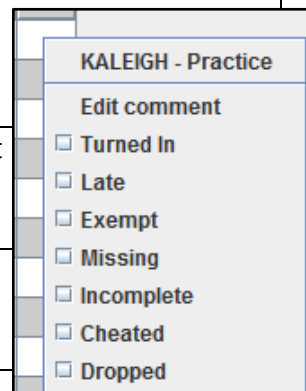 KALEIGH - Practice
Edit comment
Turned In
Late
Exempt
Missing
Incomplete
Cheated
Dropped